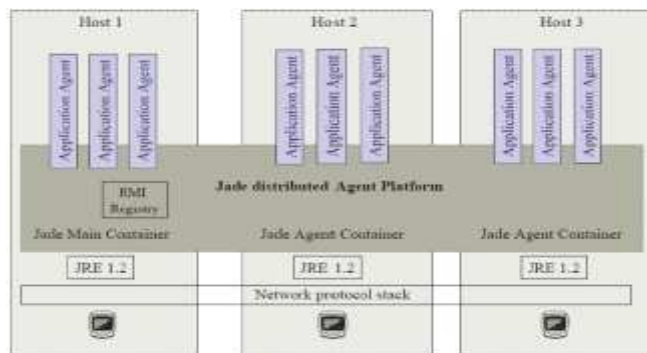 Host 1
Host 2
Host 3
Application Agent
Application Agent
Application Agent
Application Agent
Application Agent
Application Agent
Application Agent
Application Agent
Application Agent
Jade distributed Agent Platform
RMI
Registry
Jade Main Container
Jade Agent Container
Jade Agent Container
JRE 1.2
JRE 1.2
JRE 1.2
Network protocol stack